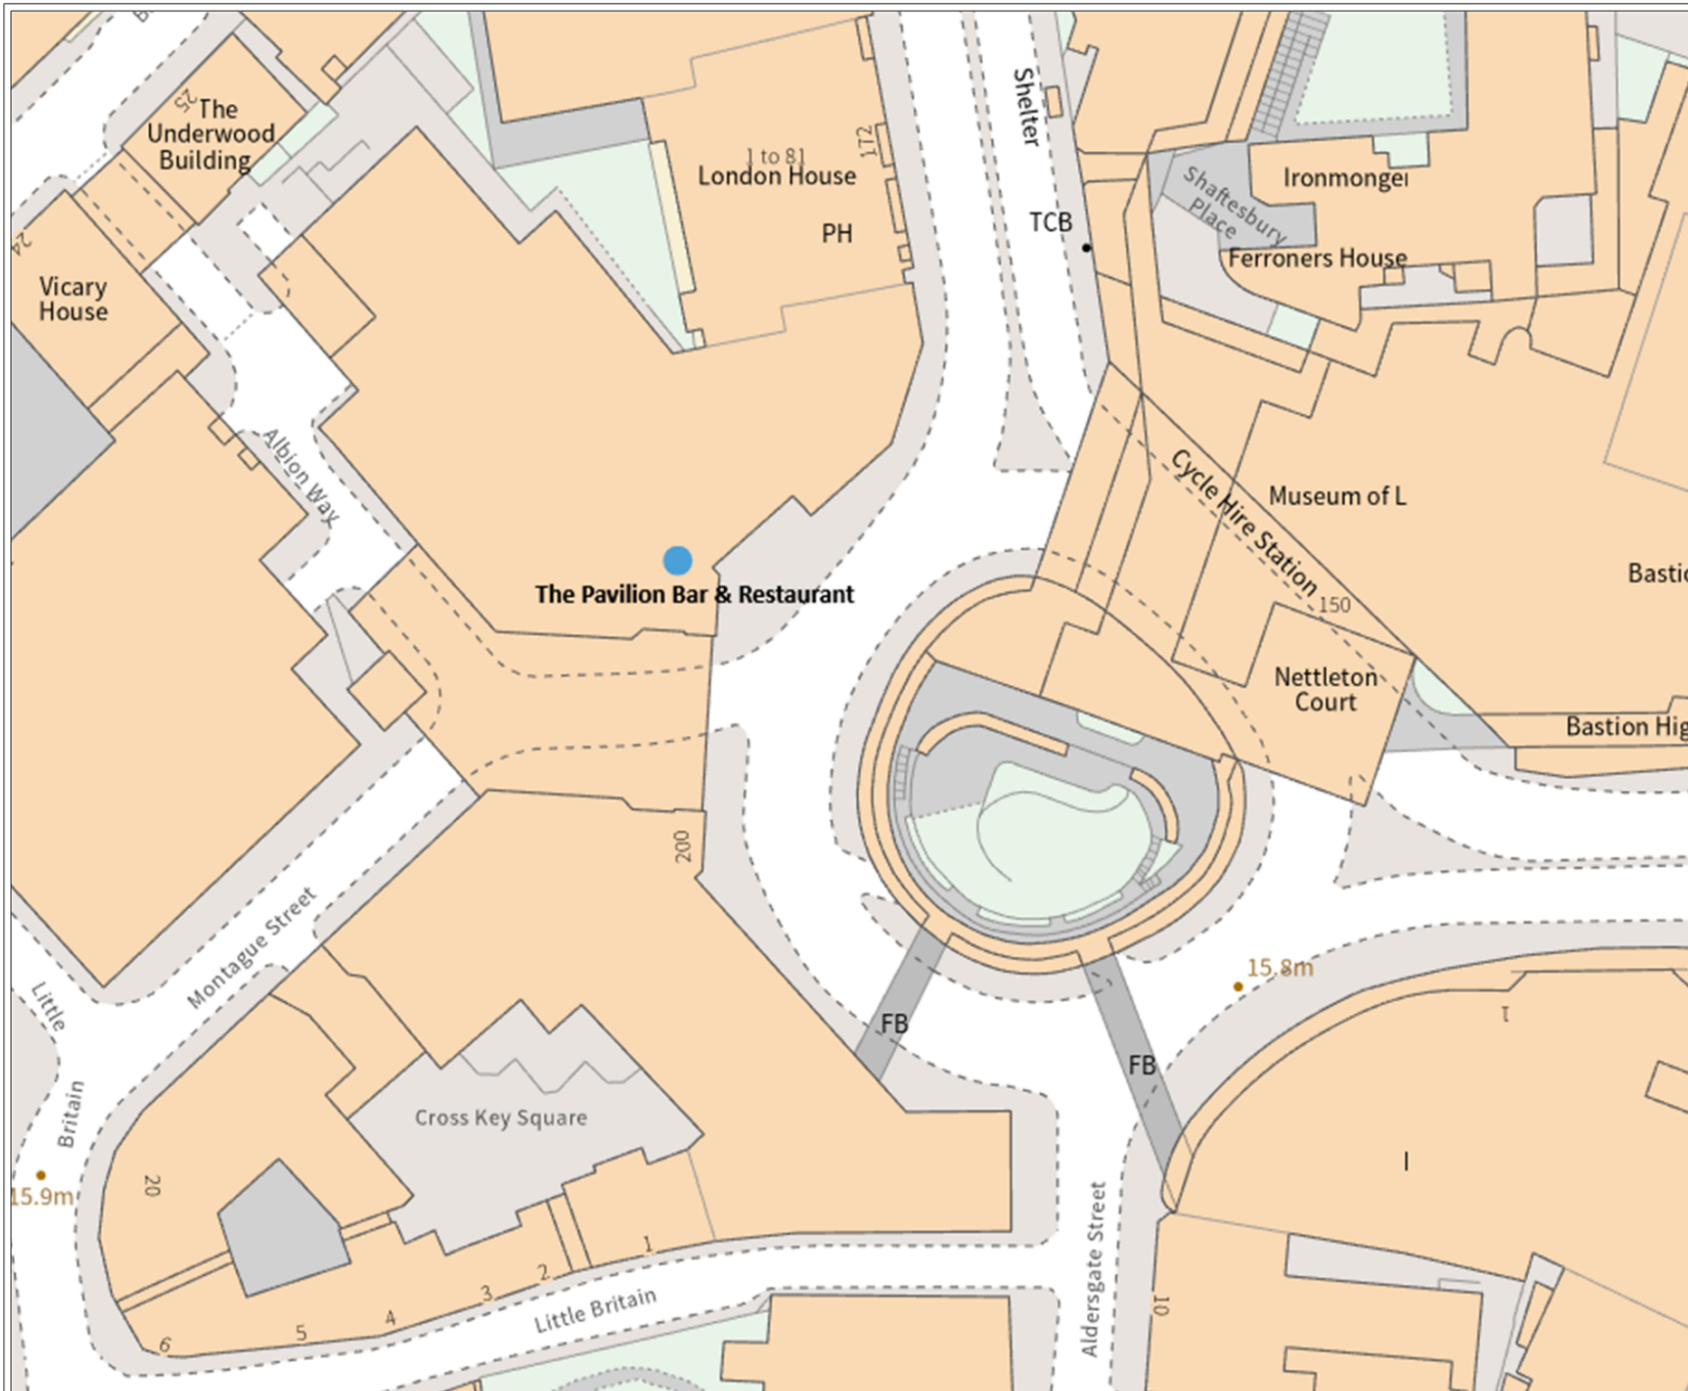 B
25
The
Underwood
Building
24
Vicary
House
1 to 81
London House
172
PH
Shelter
TCB
Shaftesbury
Place
Ironmonger
Ferroners House
Albion Way
Cycle Hire Station
Museum of L
150
Bastio
The Pavilion Bar & Restaurant
Nettleton
Court
Bastion Hig
200
Montague Street
Little
Britain
15.8m
1
FB
FB
Cross Key Square
I
20
15.9m
1
2
3
4
5
6
Little Britain
Aldersgate Street
10